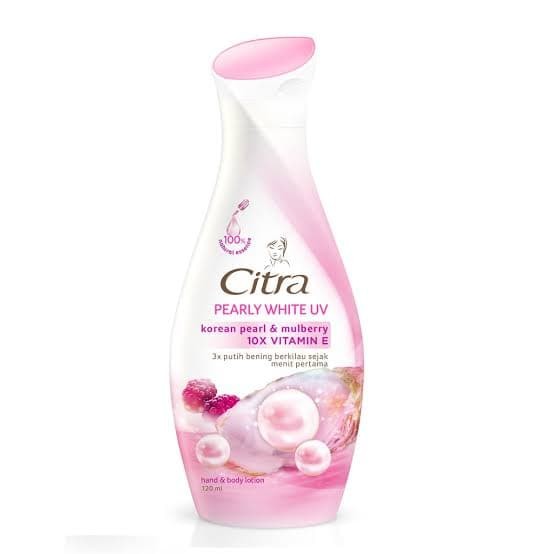 100%
natural essence
Citra
PEARLY WHITE UV
korean pearl & mulberry
10X VITAMIN E
3x putih bening berkilau sejak
menit pertama
hand & body lotion
120 ml